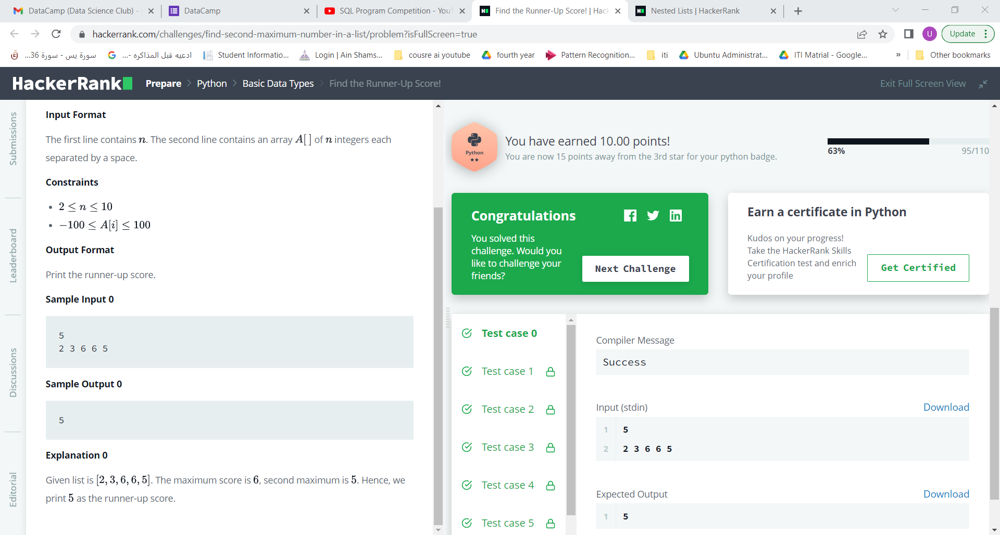 DataCamp (Data Science Club) -
DataCamp
SQL Program Competition - YouT
Find the Runner-Up Score! | Hack
Nested Lists | HackerRank
hackerrank.com/challenges/find-second-maximum-number-in-a-list/problem?isFullScreen=true
U
Update
سورة يس - سورة 36...
ادعيه قبل المذاكره -...
Student Informatio...
Login | Ain Shams...
cousre ai youtube
fourth year
Pattern Recognition...
iti
Ubuntu Administrat...
ITI Matrial - Google...
»
Other bookmarks
HackerRank
Prepare > Python > Basic Data Types > Find the Runner-Up Score!
Exit Full Screen View
Submissions
Leaderboard
Discussions
Editorial
Input Format
The first line contains n. The second line contains an array A[] of n integers each
separated by a space.
Constraints
• 2 ≤ n ≤ 10
• −100 ≤ A[i] ≤ 100
Output Format
Print the runner-up score.
Sample Input 0
5
2 3 6 6 5
Sample Output 0
5
Explanation 0
Given list is [2, 3, 6, 6, 5]. The maximum score is 6, second maximum is 5. Hence, we
print 5 as the runner-up score.
Python
You have earned 10.00 points!
You are now 15 points away from the 3rd star for your python badge.
63%
95/110
Congratulations
You solved this
challenge. Would you
like to challenge your
friends?
Next Challenge
Earn a certificate in Python
Kudos on your progress!
Take the HackerRank Skills
Certification test and enrich
your profile
Get Certified
Test case 0
Test case 1
Test case 2
Test case 3
Test case 4
Test case 5
Compiler Message
Success
Input (stdin)
Download
1 5
2 2 3 6 6 5
Expected Output
Download
1 5